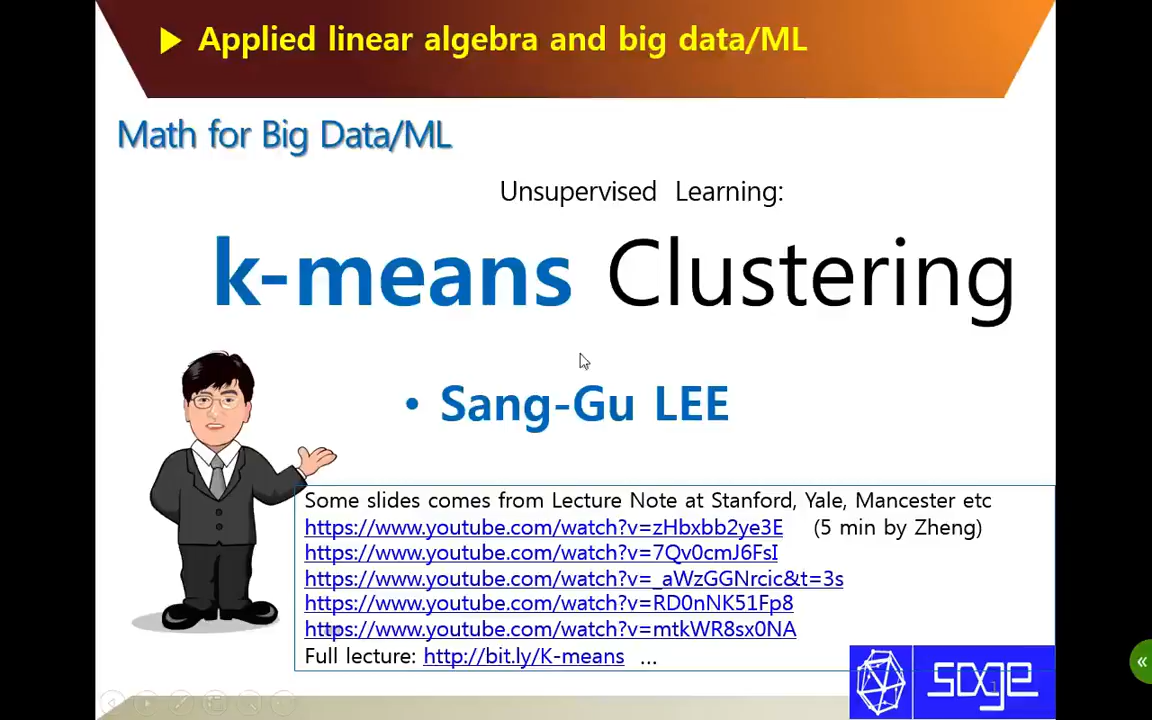 Applied linear algebra and big data/ML
Math for Big Data/ML
Unsupervised Learning:
k-means Clustering
• Sang-Gu LEE
Some slides comes from Lecture Note at Stanford, Yale, Mancester etc
https://www.youtube.com/watch?v=zHbxbb2ye3E (5 min by Zheng)
https://www.youtube.com/watch?v=7Qv0cmJ6FsI
https://www.youtube.com/watch?v=_aWzGGNrcic&t=3s
https://www.youtube.com/watch?v=RD0nNK51Fp8
https://www.youtube.com/watch?v=mtkWR8sx0NA
Full lecture: http://bit.ly/K-means ...